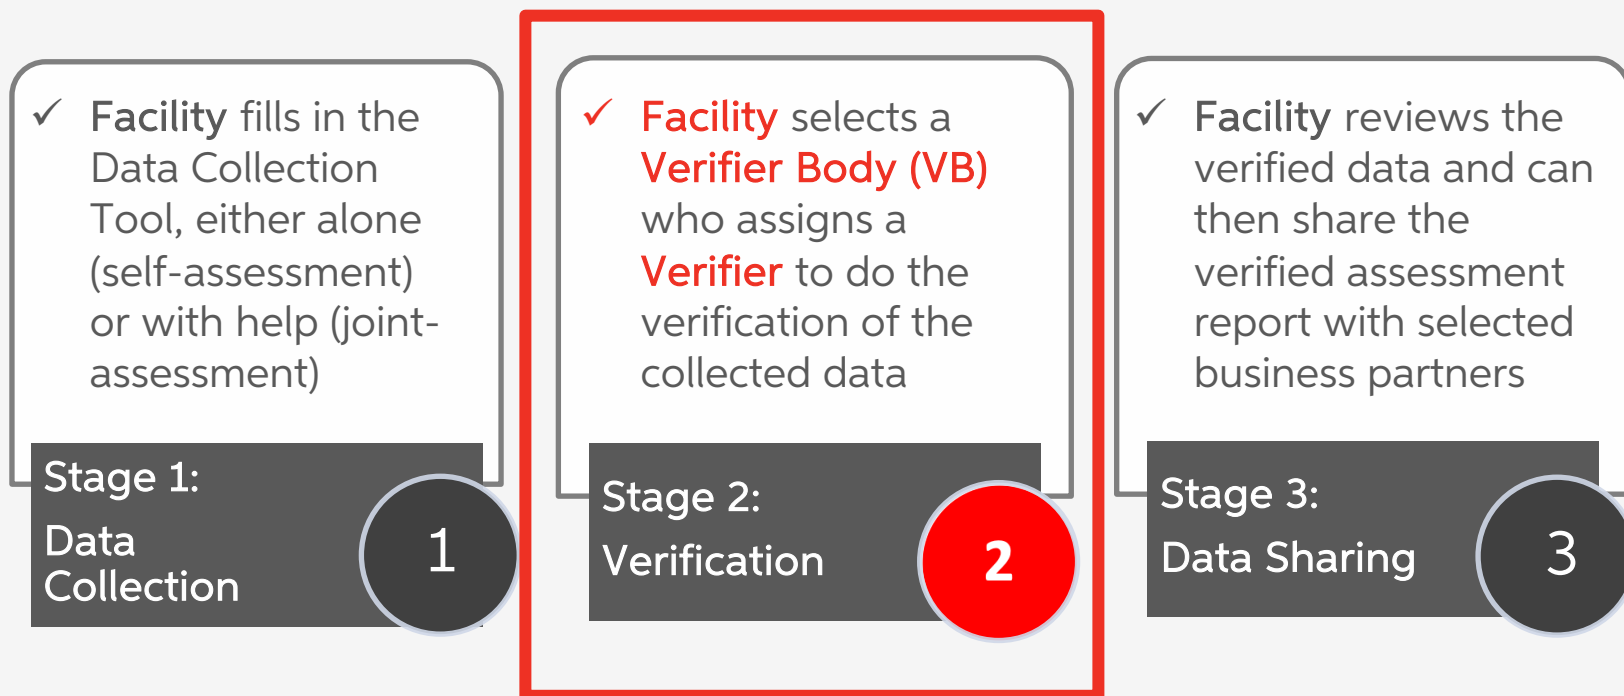 ✓ Facility fills in the
Data Collection
Tool, either alone
(self-assessment)
or with help (joint-
assessment)
Stage 1:
Data
Collection
1
✓ Facility selects a
Verifier Body (VB)
who assigns a
Verifier to do the
verification of the
collected data
Stage 2:
Verification
2
✓ Facility reviews the
verified data and can
then share the
verified assessment
report with selected
business partners
Stage 3:
Data Sharing
3